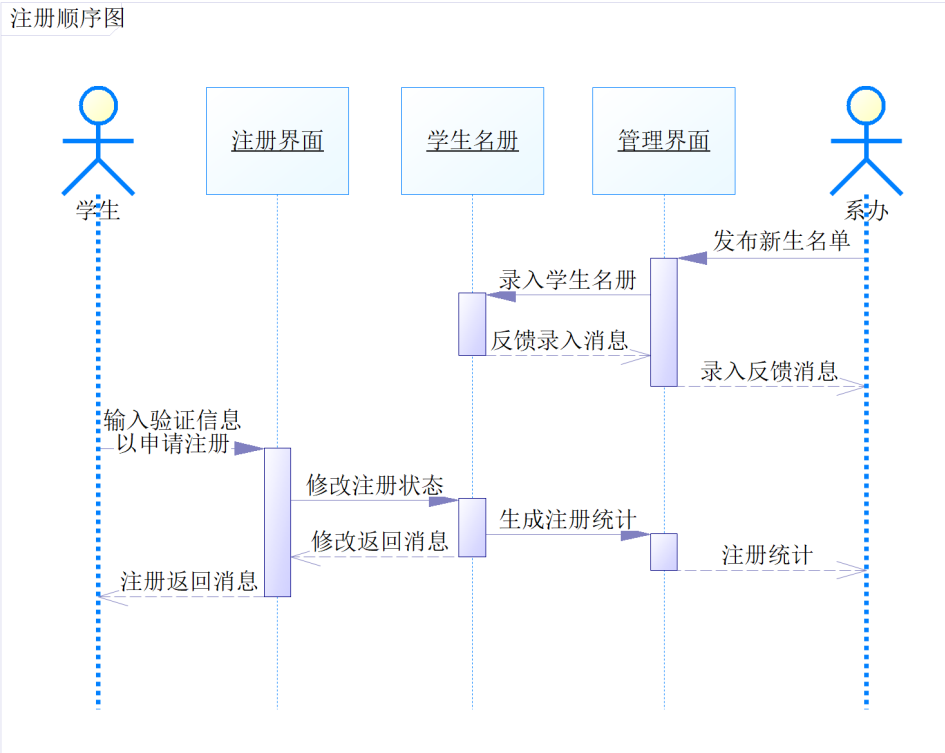 注册顺序图
注册界面
学生名册
管理界面
学生
系办
发布新生名单
录入学生名册
反馈录入消息
录入反馈消息
输入验证信息
以申请注册
修改注册状态
生成注册统计
修改返回消息
注册统计
注册返回消息